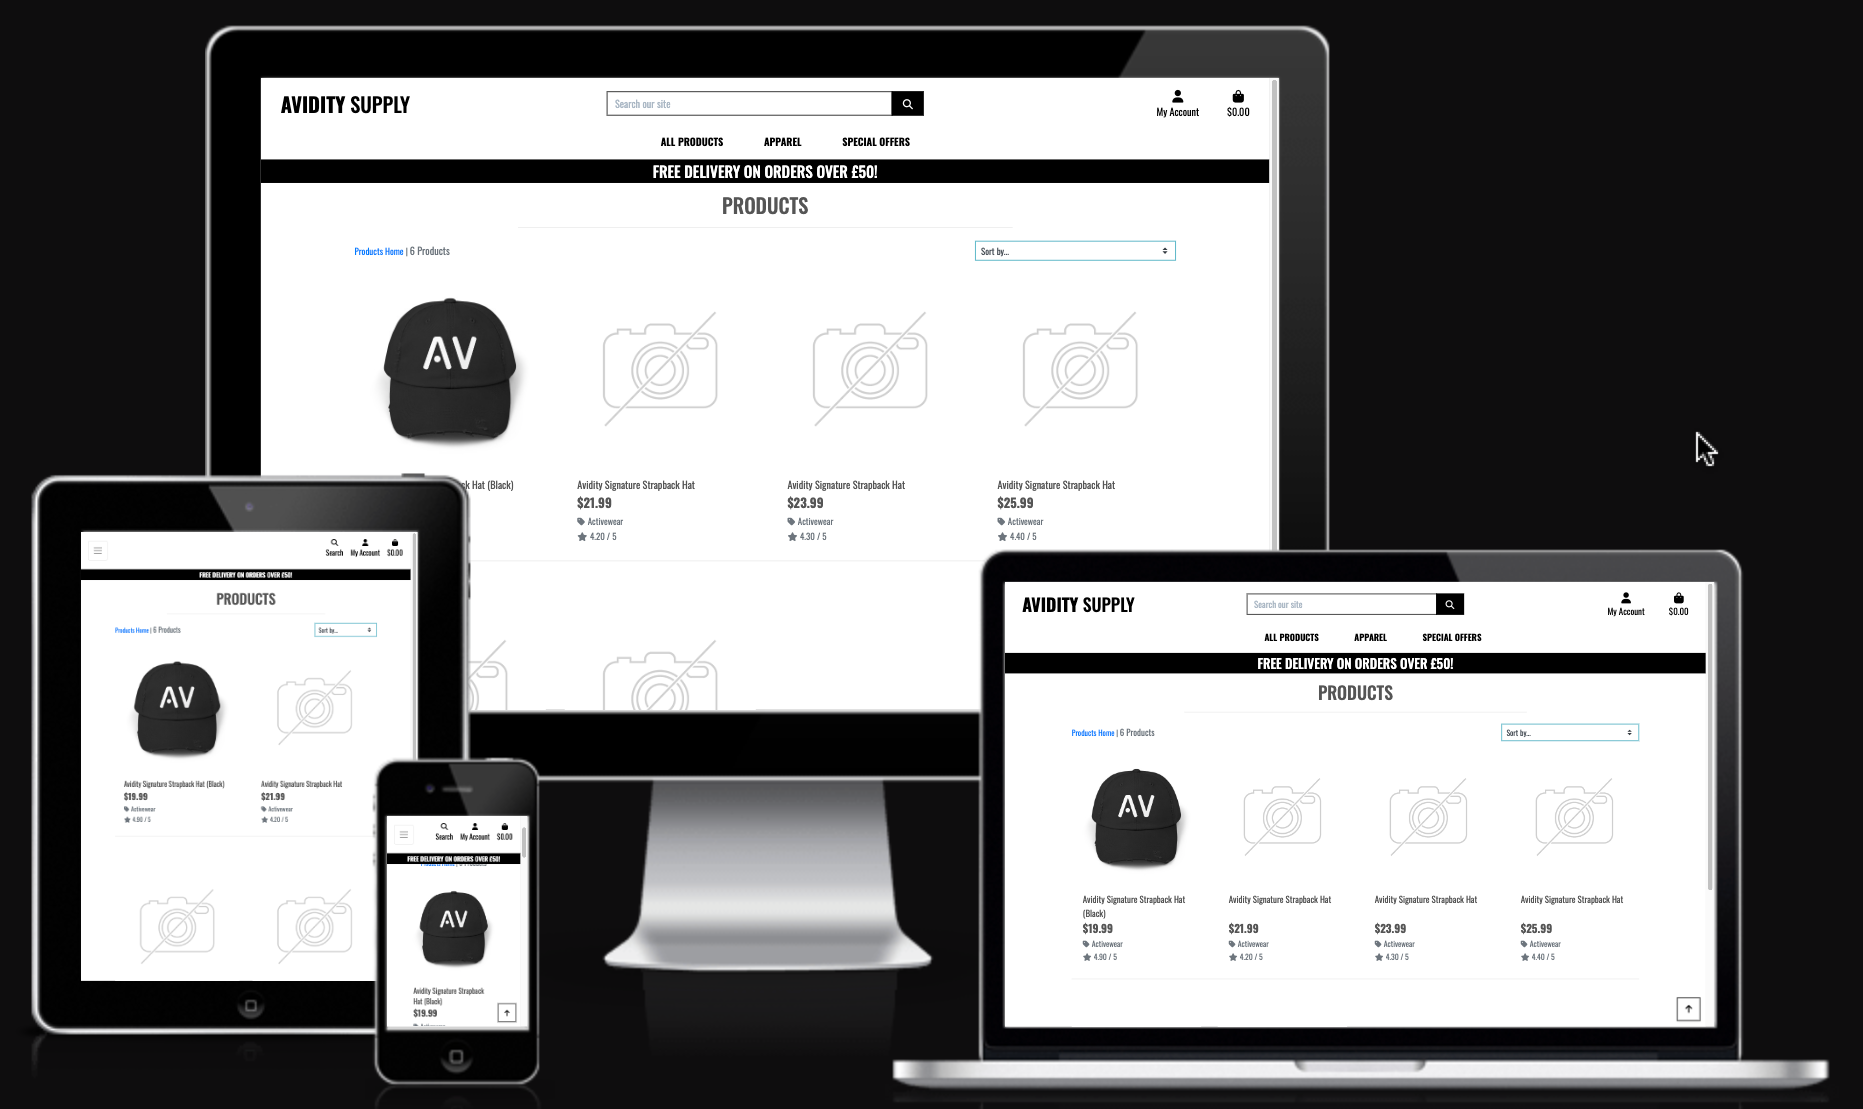 AVIDITY SUPPLY
Search our site
My Account
$0.00
ALL PRODUCTS APPAREL SPECIAL OFFERS
FREE DELIVERY ON ORDERS OVER £50!
PRODUCTS
Products Home | 6 Products
Sort by...
AV
ck Hat (Black)
Avidity Signature Strapback Hat
$21.99
Activewear
4.20 / 5
Avidity Signature Strapback Hat
$23.99
Activewear
4.30 / 5
Avidity Signature Strapback Hat
$25.99
Activewear
4.40 / 5
Search
My Account
$0.00
FREE DELIVERY ON ORDERS OVER £50!
PRODUCTS
Products Home | 6 Products
Sort by...
AV
Avidity Signature Strapback Hat (Black)
$19.99
Activewear
4.90 / 5
Avidity Signature Strapback Hat
$21.99
Activewear
4.20 / 5
Search
My Account
$0.00
FREE DELIVERY ON ORDERS OVER £50!
AV
Avidity Signature Strapback
Hat (Black)
$19.99
AVIDITY SUPPLY
Search our site
My Account
$0.00
ALL PRODUCTS APPAREL SPECIAL OFFERS
FREE DELIVERY ON ORDERS OVER £50!
PRODUCTS
Products Home | 6 Products
Sort by...
AV
Avidity Signature Strapback Hat
(Black)
$19.99
Activewear
4.90 / 5
Avidity Signature Strapback Hat
$21.99
Activewear
4.20 / 5
Avidity Signature Strapback Hat
$23.99
Activewear
4.30 / 5
Avidity Signature Strapback Hat
$25.99
Activewear
4.40 / 5